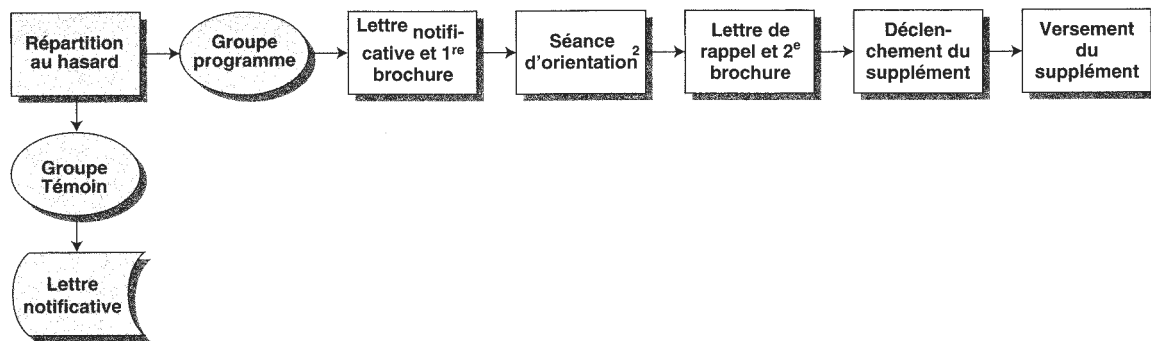 Répartition
au hasard
Groupe
programme
Lettre notifi-
cative et 1re
brochure
Séance
d'orientation2
Lettre de
rappel et 2e
brochure
Déclen-
chement du
supplément
Versement
du
supplément
Groupe
Témoin
Lettre
notificative